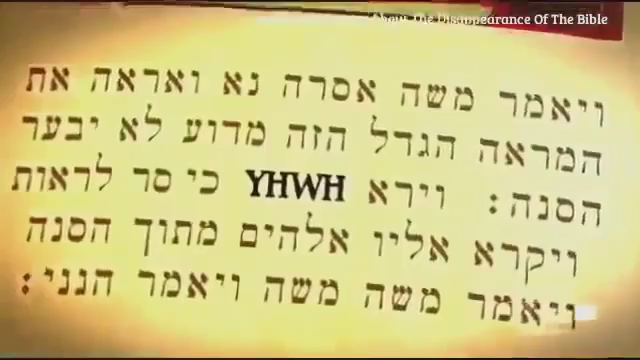 Show The Disappearance Of The Bible
ויאמר משה אסרה נא ואראה את
המראה הגדל הזה מדוע לא יבער
הסנה: וירא YHWH כי סר לראות
ויקרא אליו אלהים מתוך הסנה
ויאמר משה משה ויאמר הנני: